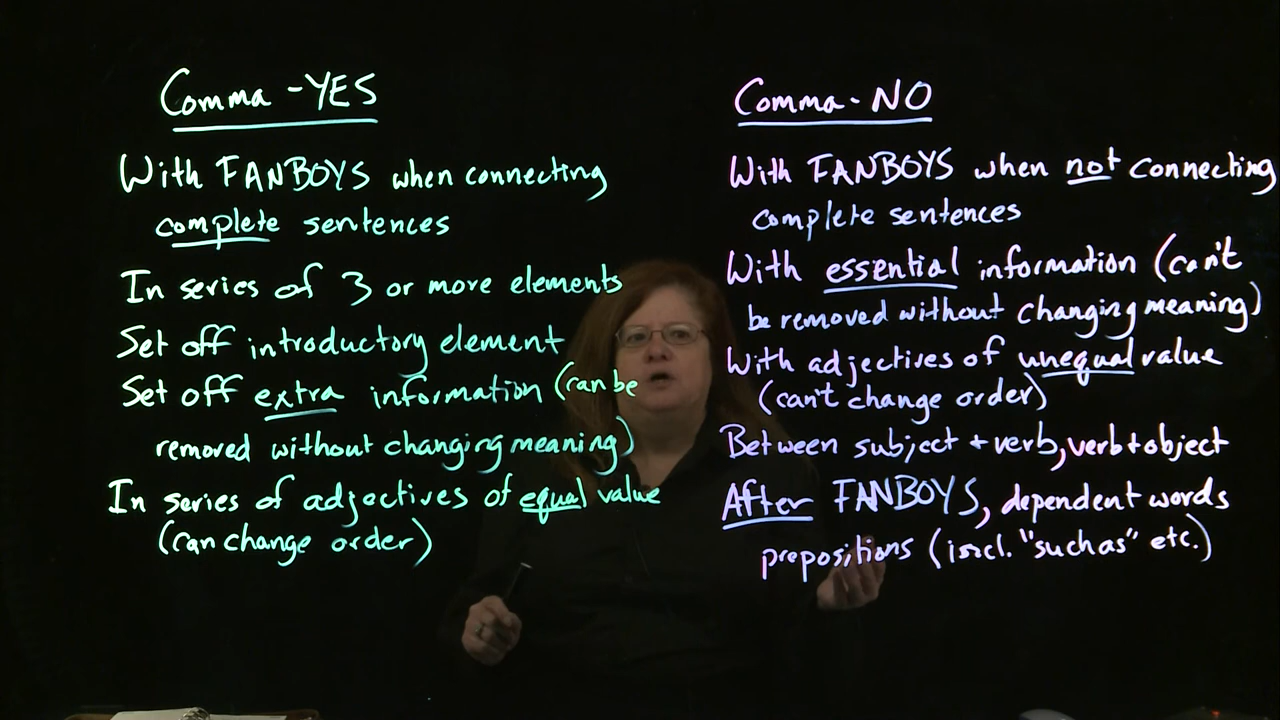 Comma - YES
With FANBOYS when connecting
complete sentences
In series of 3 or more elements
Set off introductory element
Set off extra information (can be
removed without changing meaning)
In series of adjectives of equal value
(can change order)
Comma - NO
With FANBOYS when not connecting
complete sentences
With essential information (can't
be removed without changing meaning)
With adjectives of unequal value
(can't change order)
Between subject + verb, verb + object
After FANBOYS, dependent words
prepositions (incl. "such as" etc.)